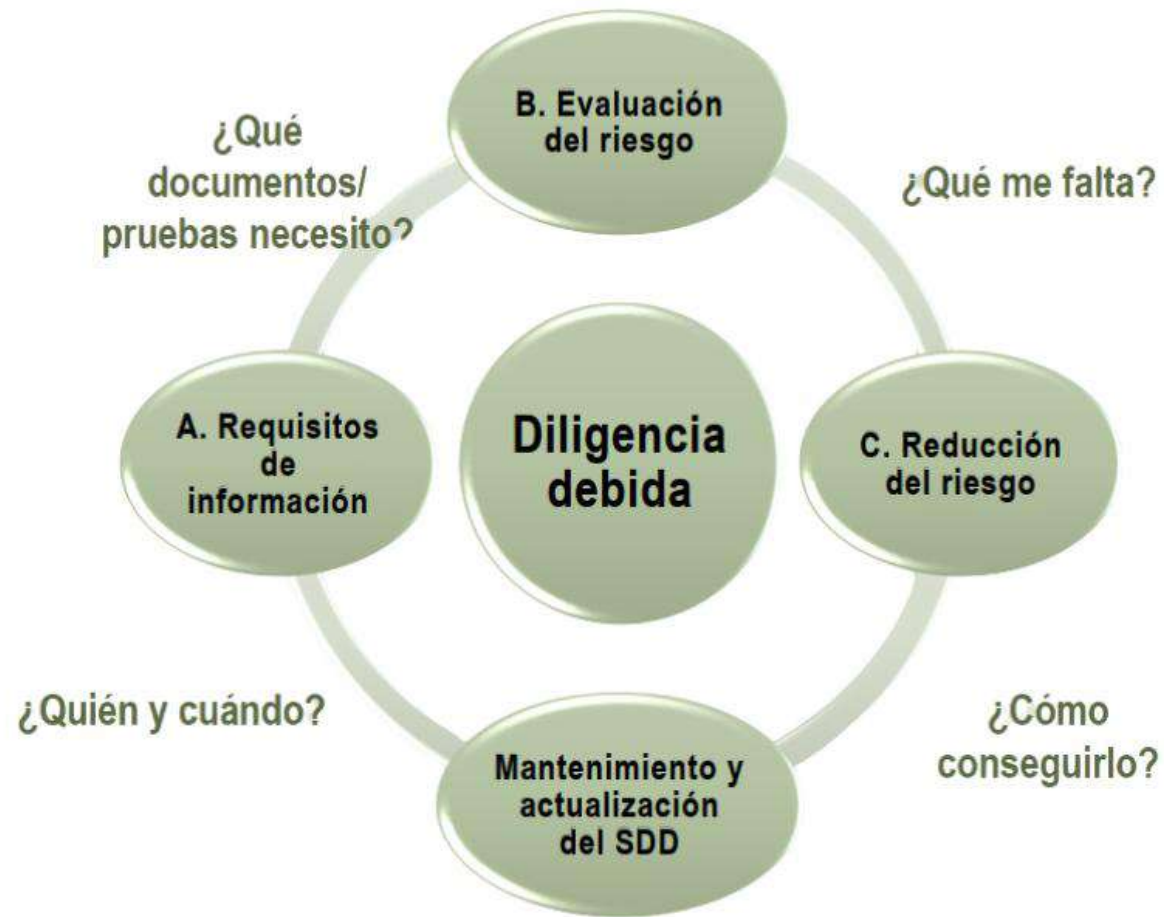 B. Evaluación
del riesgo
¿Qué
documentos/
pruebas necesito?
¿Qué me falta?
A. Requisitos
de
información
Diligencia
debida
C. Reducción
del riesgo
¿Quién y cuándo?
Mantenimiento y
actualización
del SDD
¿Cómo
conseguirlo?